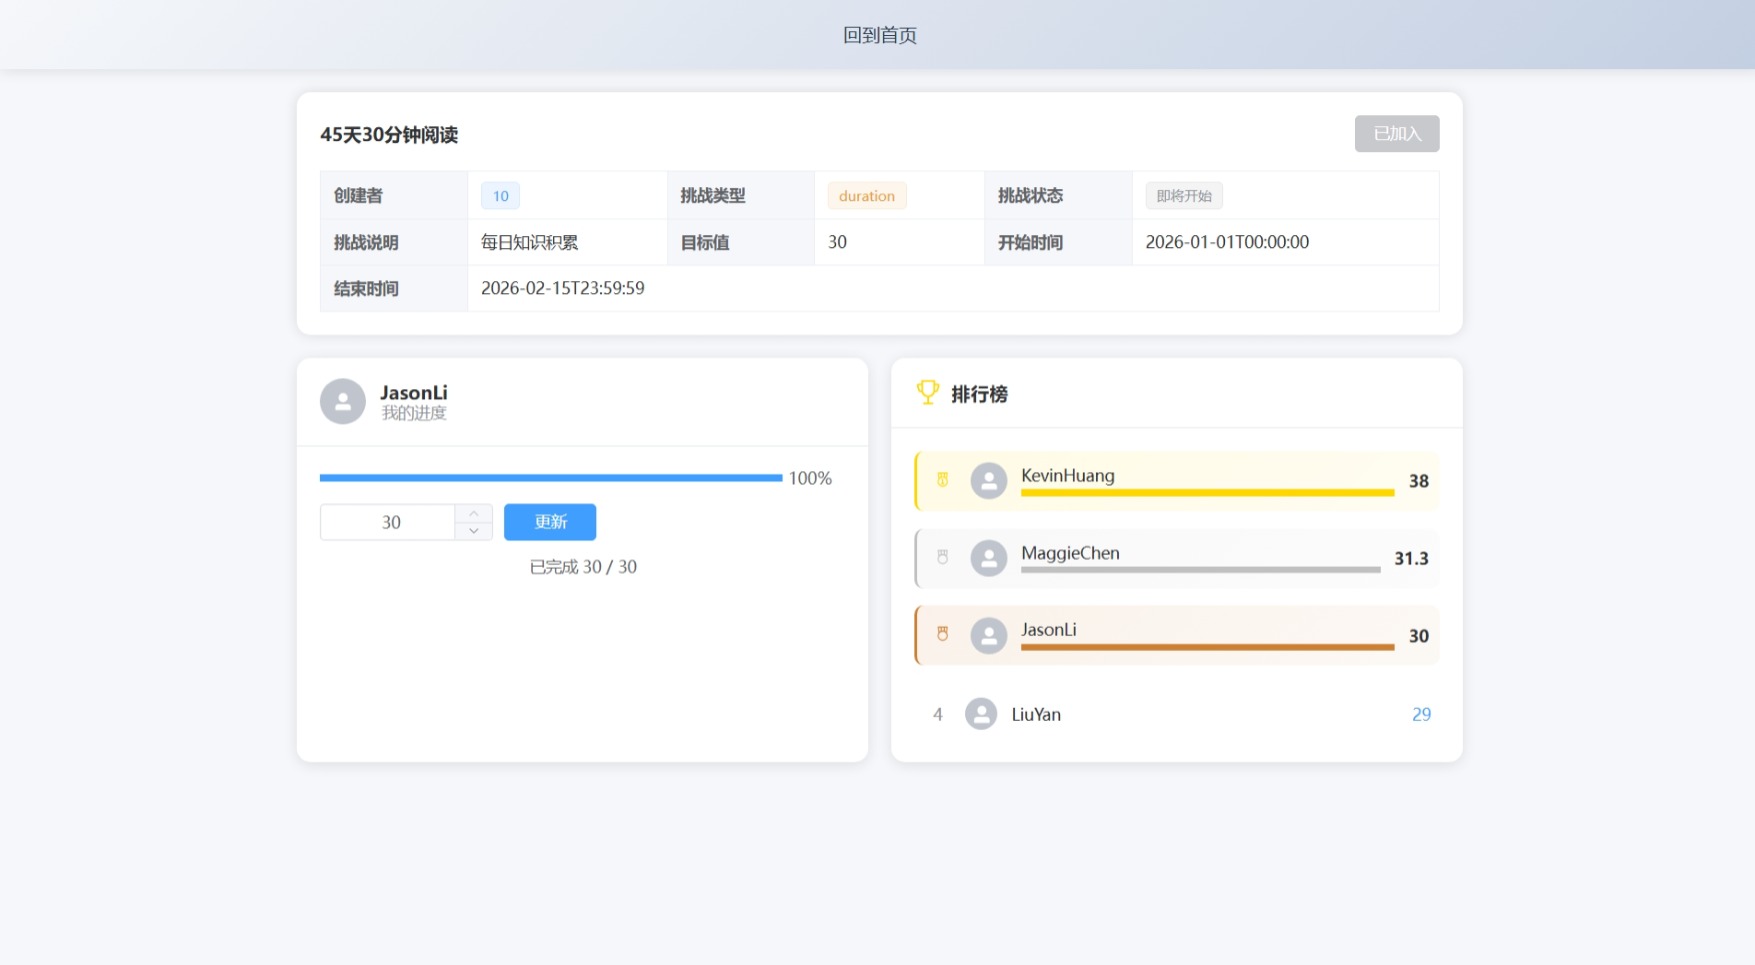 回到首页
45天30分钟阅读
已加入
创建者 10 挑战类型 duration 挑战状态 即将开始
挑战说明 每日知识积累 目标值 30 开始时间 2026-01-01T00:00:00
结束时间 2026-02-15T23:59:59
JasonLi
我的进度
100%
30 更新
已完成 30 / 30
排行榜
KevinHuang 38
MaggieChen 31.3
JasonLi 30
4 LiuYan 29